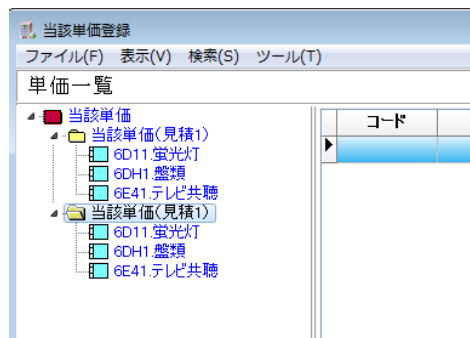 当該単価登録
ファイル(F) 表示(V) 検索(S) ツール(T)
単価一覧
当該単価
当該単価(見積1)
6D11.蛍光灯
6DH1.盤類
6E41.テレビ共聴
当該単価(見積1)
6D11.蛍光灯
6DH1.盤類
6E41.テレビ共聴
コード